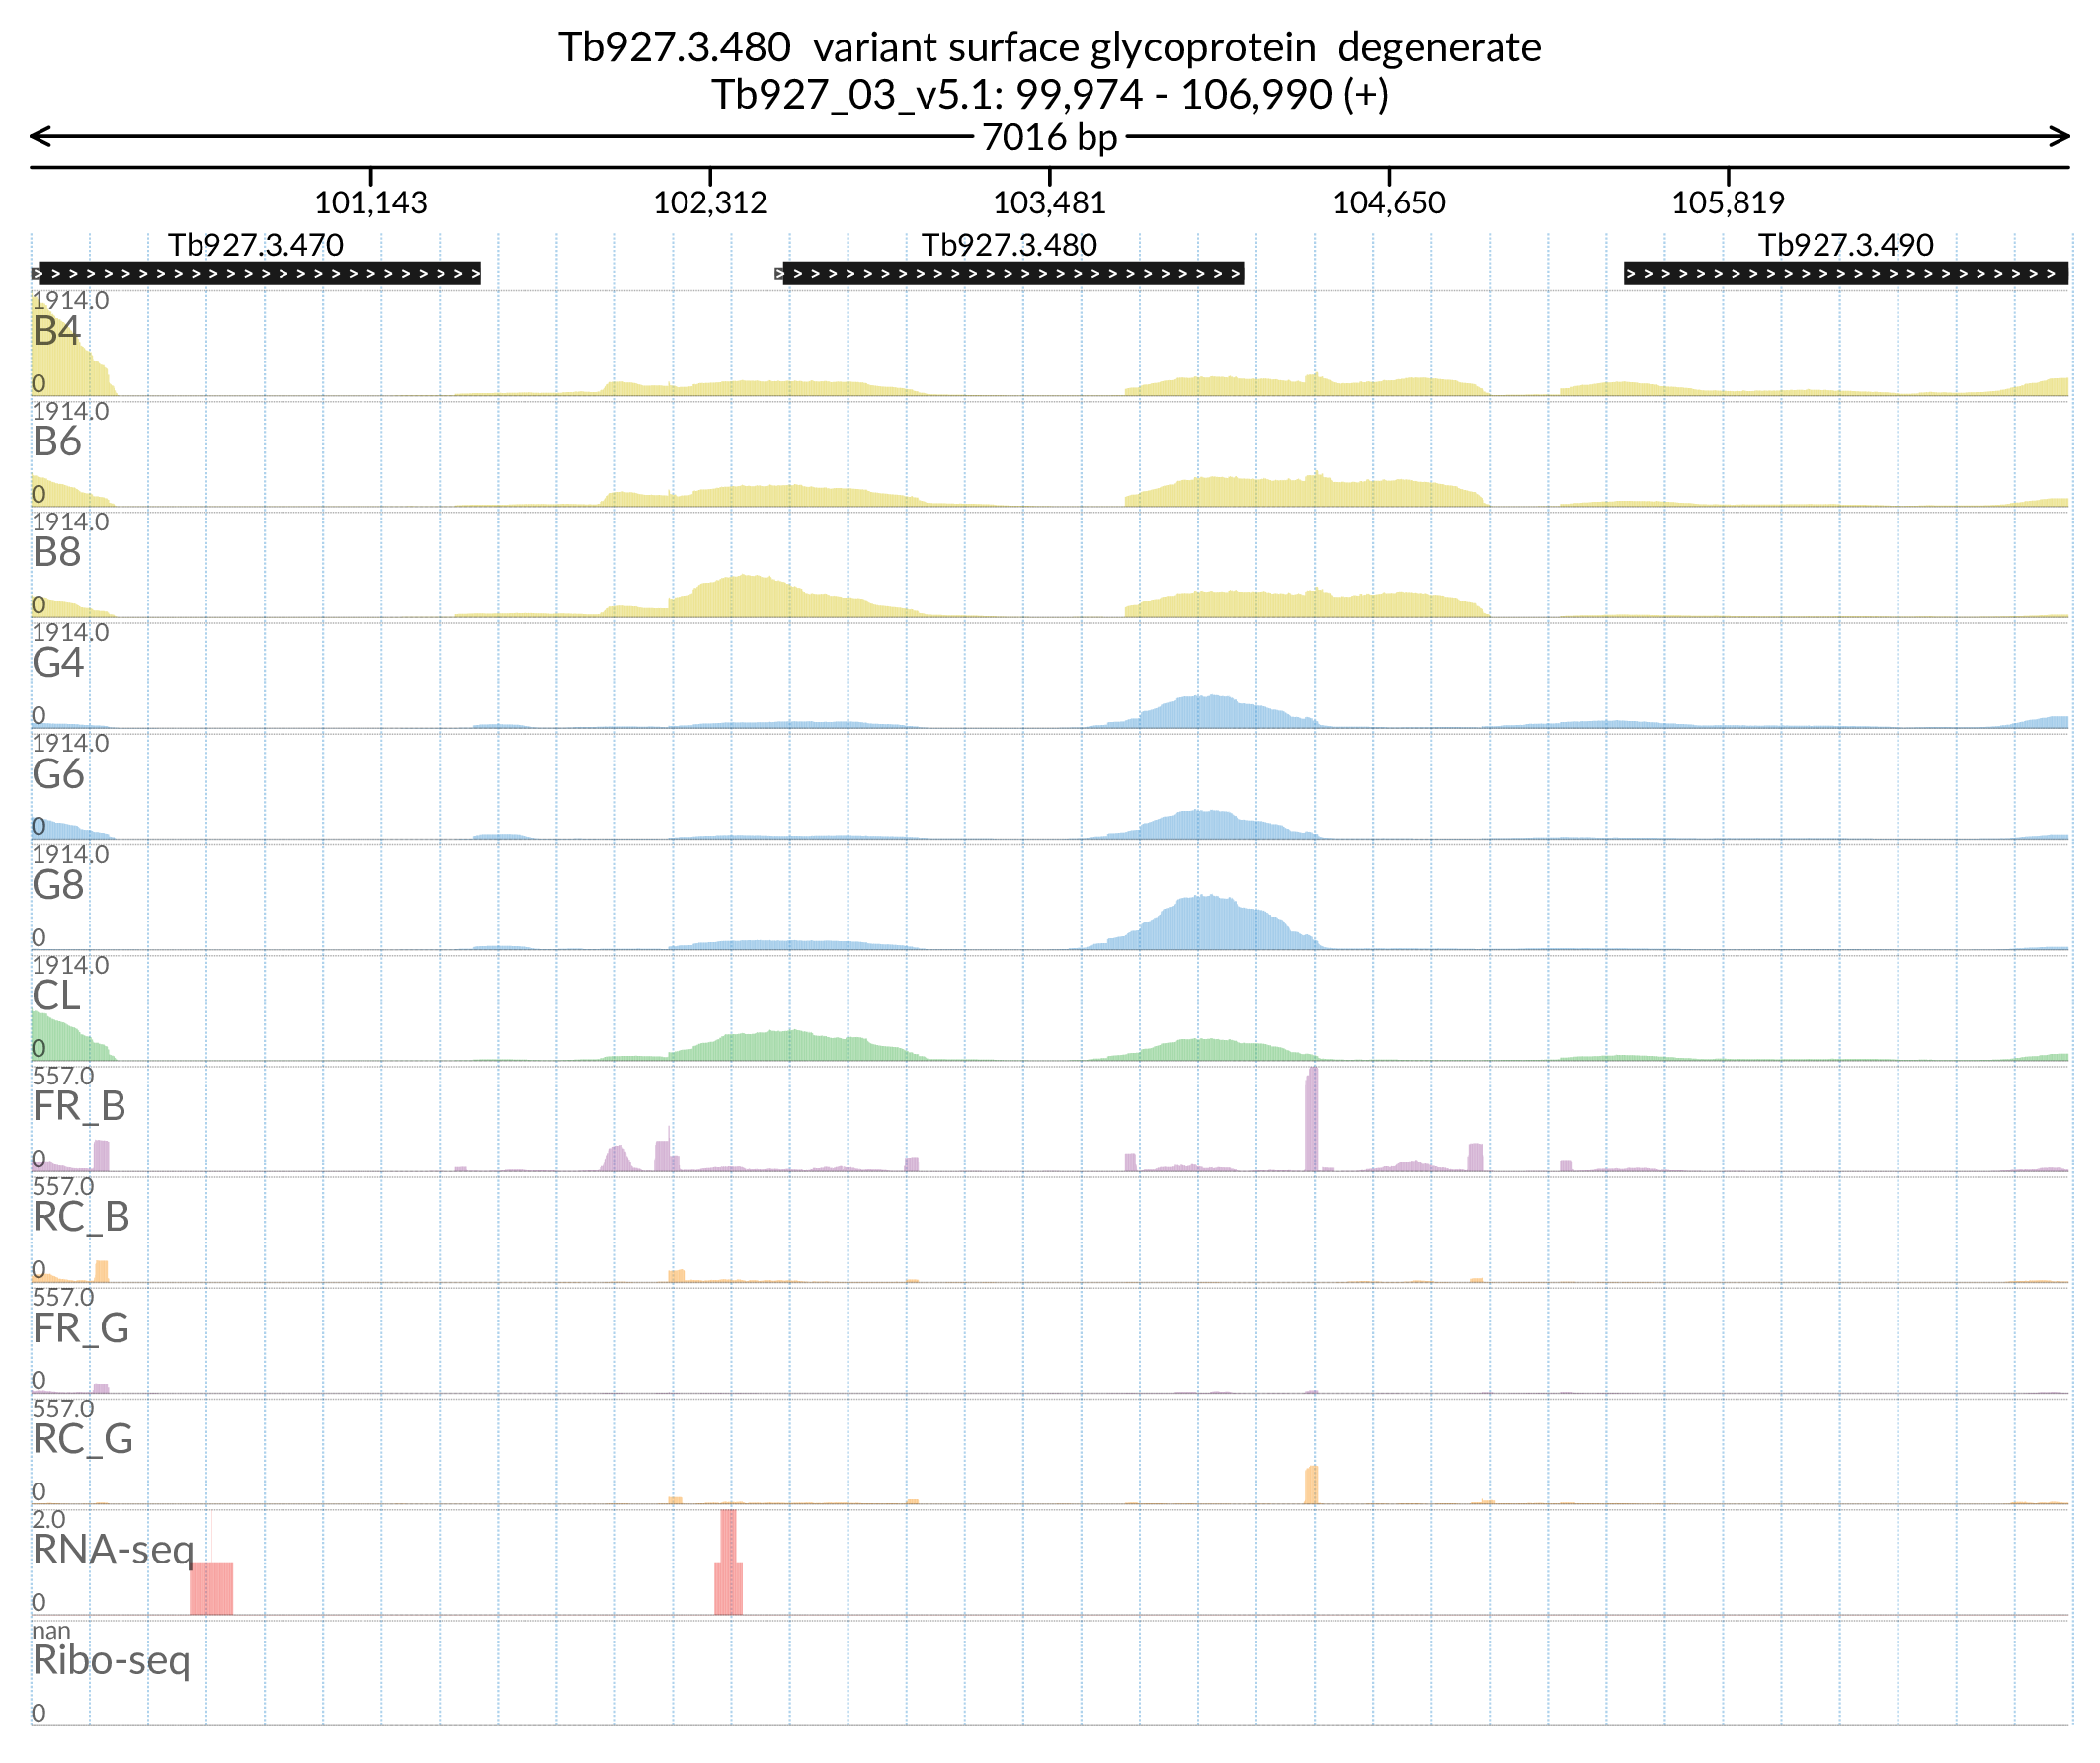 Tb927.3.480  variant surface glycoprotein  degenerate
Tb927_03_v5.1: 99,974 - 106,990 (+)
7016 bp
101,143 102,312 103,481 104,650 105,819
Tb927.3.470 Tb927.3.480 Tb927.3.490
1914.0
B4
0
1914.0
B6
0
1914.0
B8
0
1914.0
G4
0
1914.0
G6
0
1914.0
G8
0
1914.0
CL
0
557.0
FR_B
0
557.0
RC_B
0
557.0
FR_G
0
557.0
RC_G
0
2.0
RNA-seq
0
nan
Ribo-seq
0